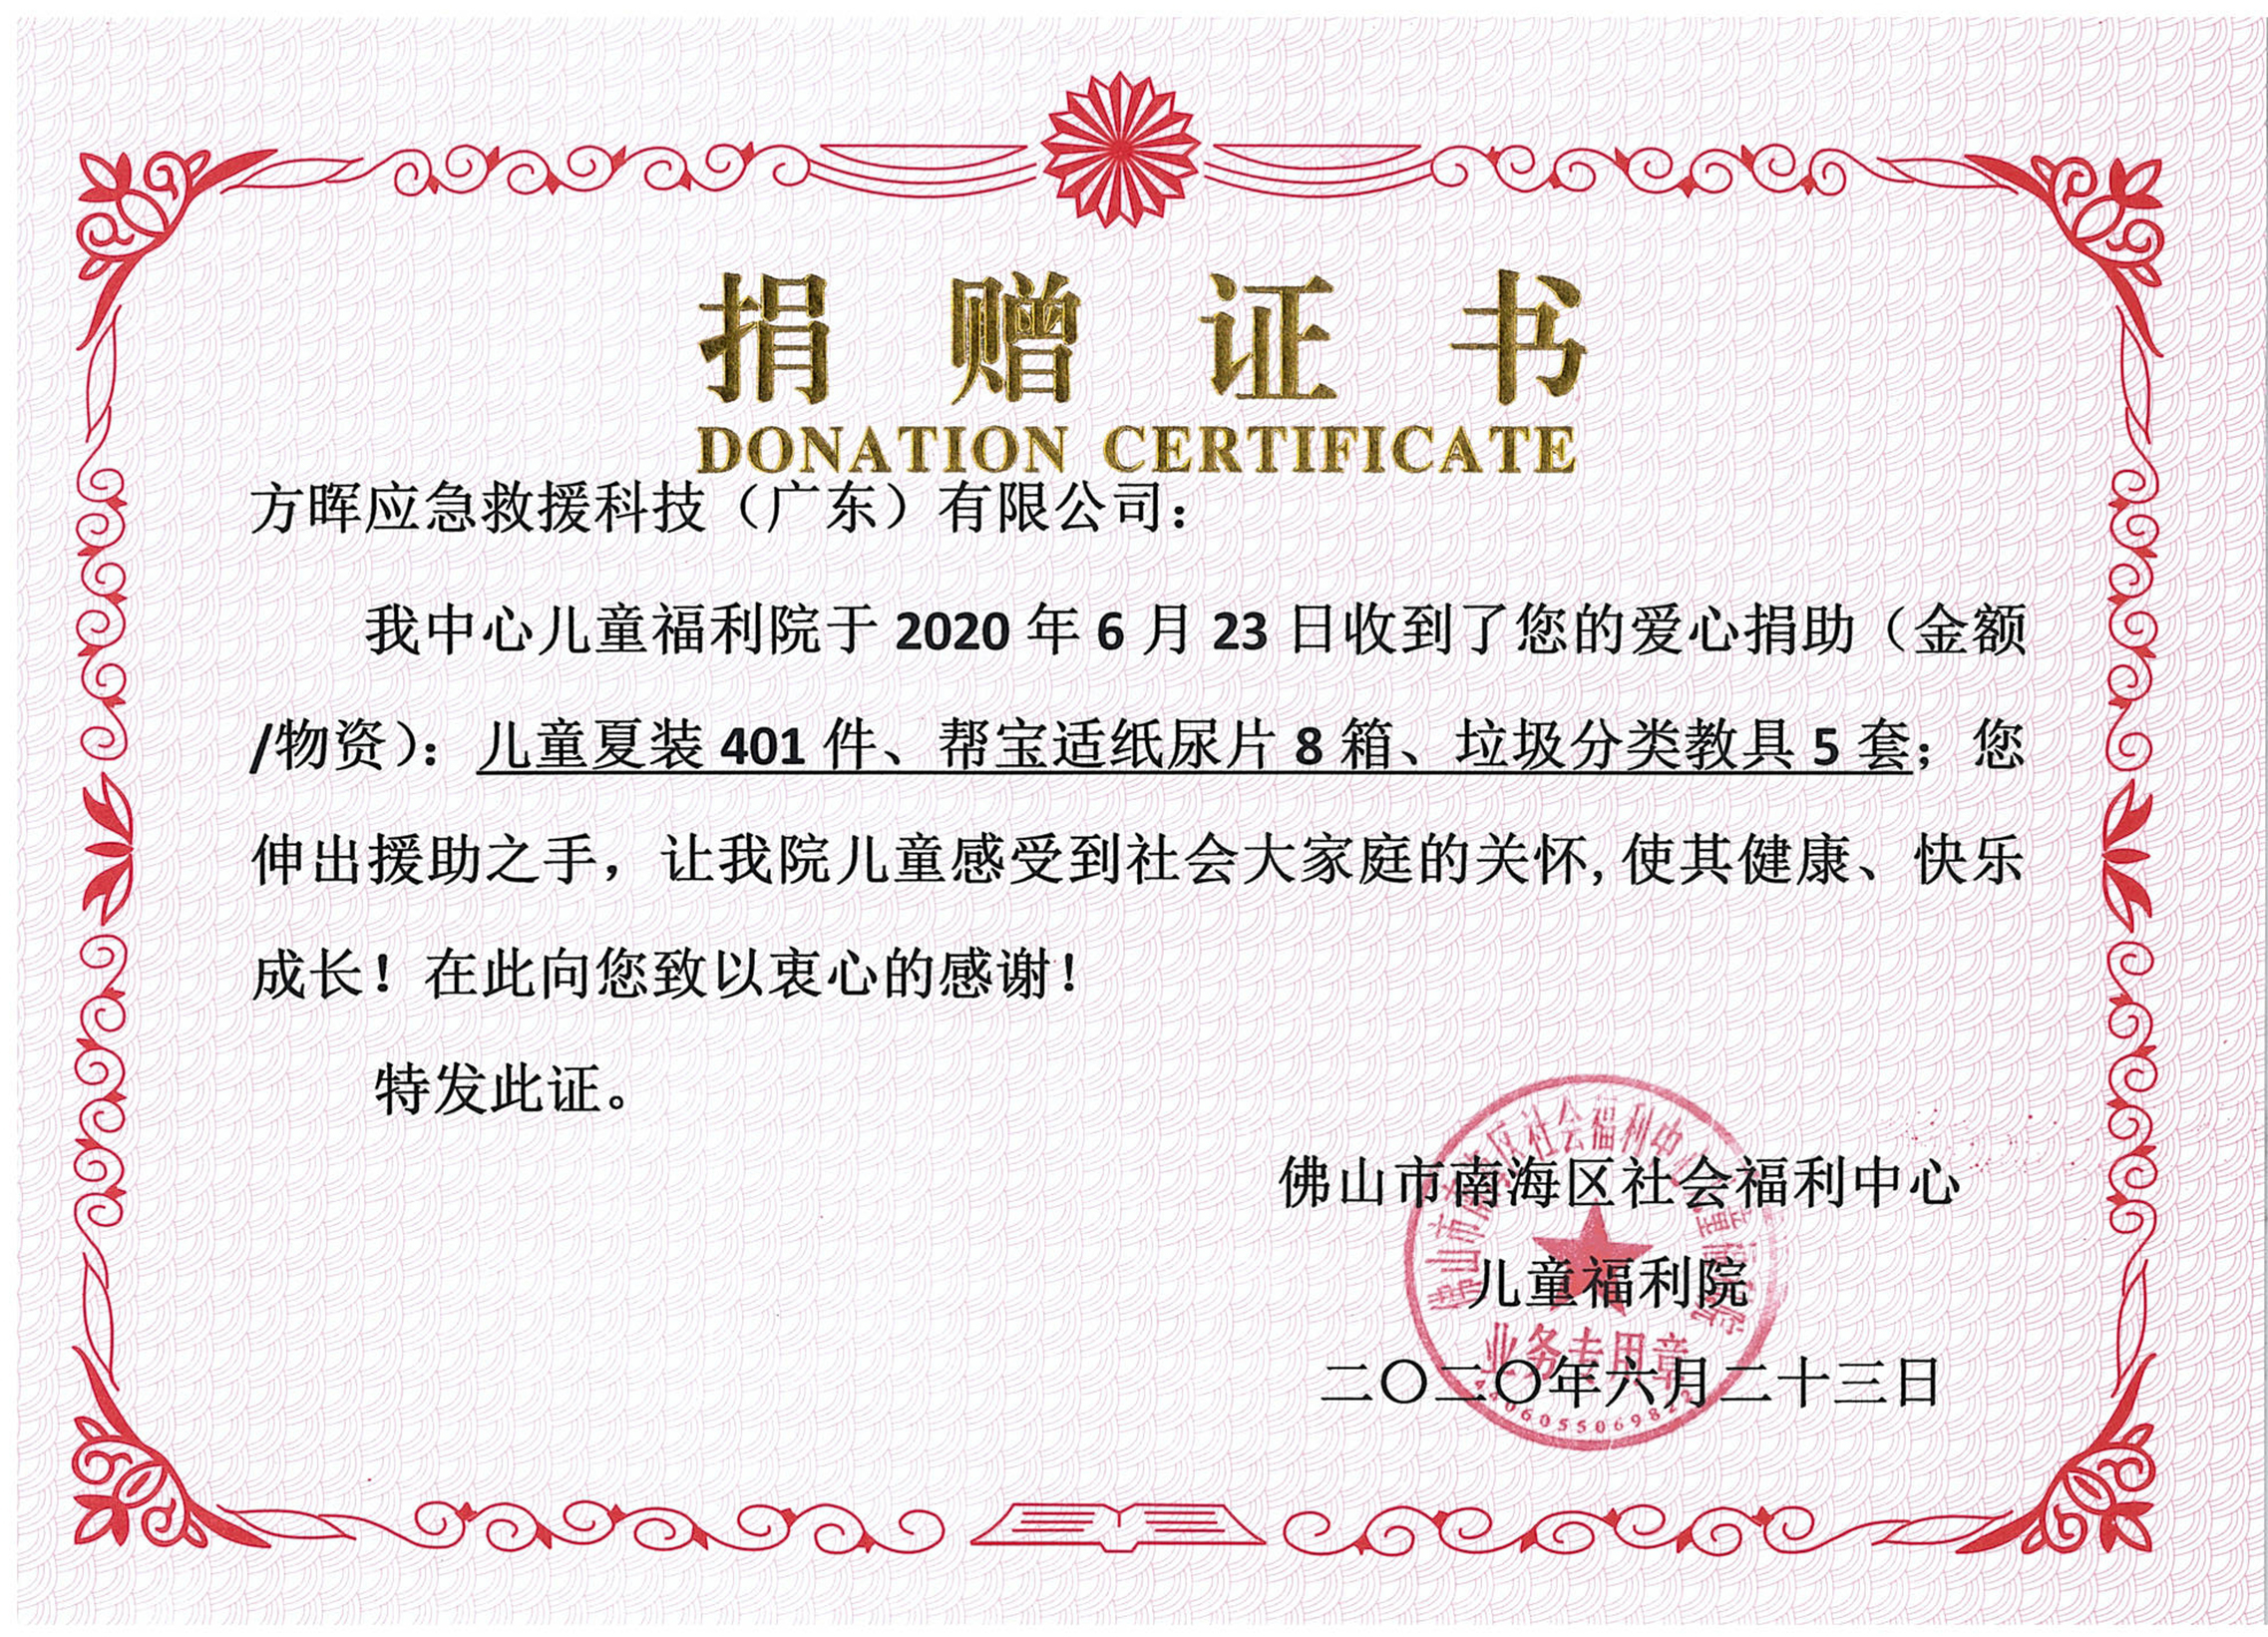 捐赠证书
DONATION CERTIFICATE
方晖应急救援科技（广东）有限公司：
我中心儿童福利院于 2020 年 6 月 23 日收到了您的爱心捐助（金额
/物资）：儿童夏装 401 件、帮宝适纸尿片 8 箱、垃圾分类教具 5 套；您
伸出援助之手，让我院儿童感受到社会大家庭的关怀,使其健康、快乐
成长！在此向您致以衷心的感谢！
特发此证。
佛山市南海区社会福利中心
儿童福利院
二〇二〇年六月二十三日
佛山市南海区社会福利中心儿童福利院
业务专用章